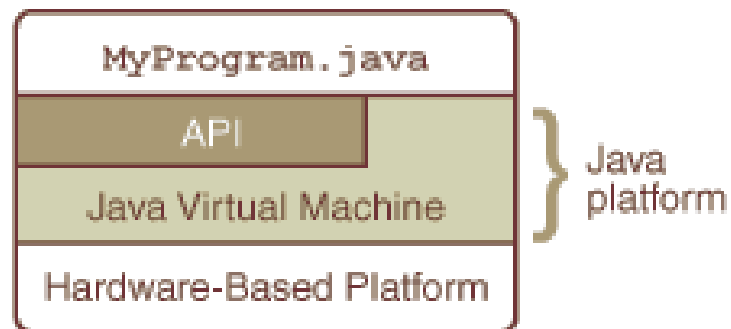 MyProgram.java
API
Java Virtual Machine
Java
platform
Hardware-Based Platform